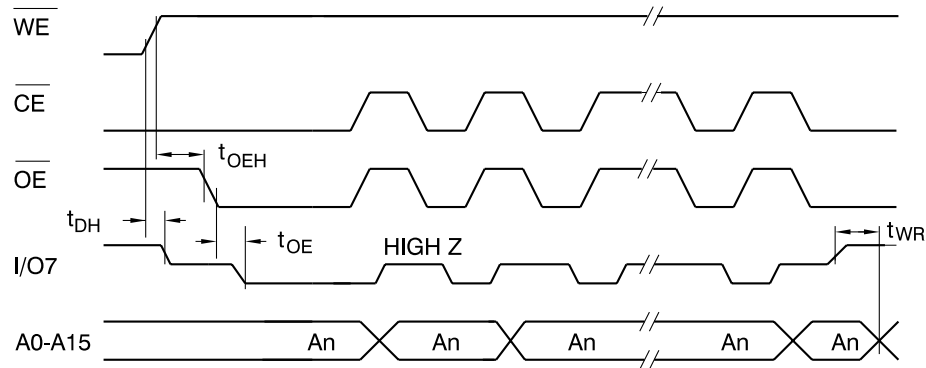 WE
CE
tOEH
OE
tDH
tOE
HIGH Z
tWR
I/O7
A0-A15
An An An An An